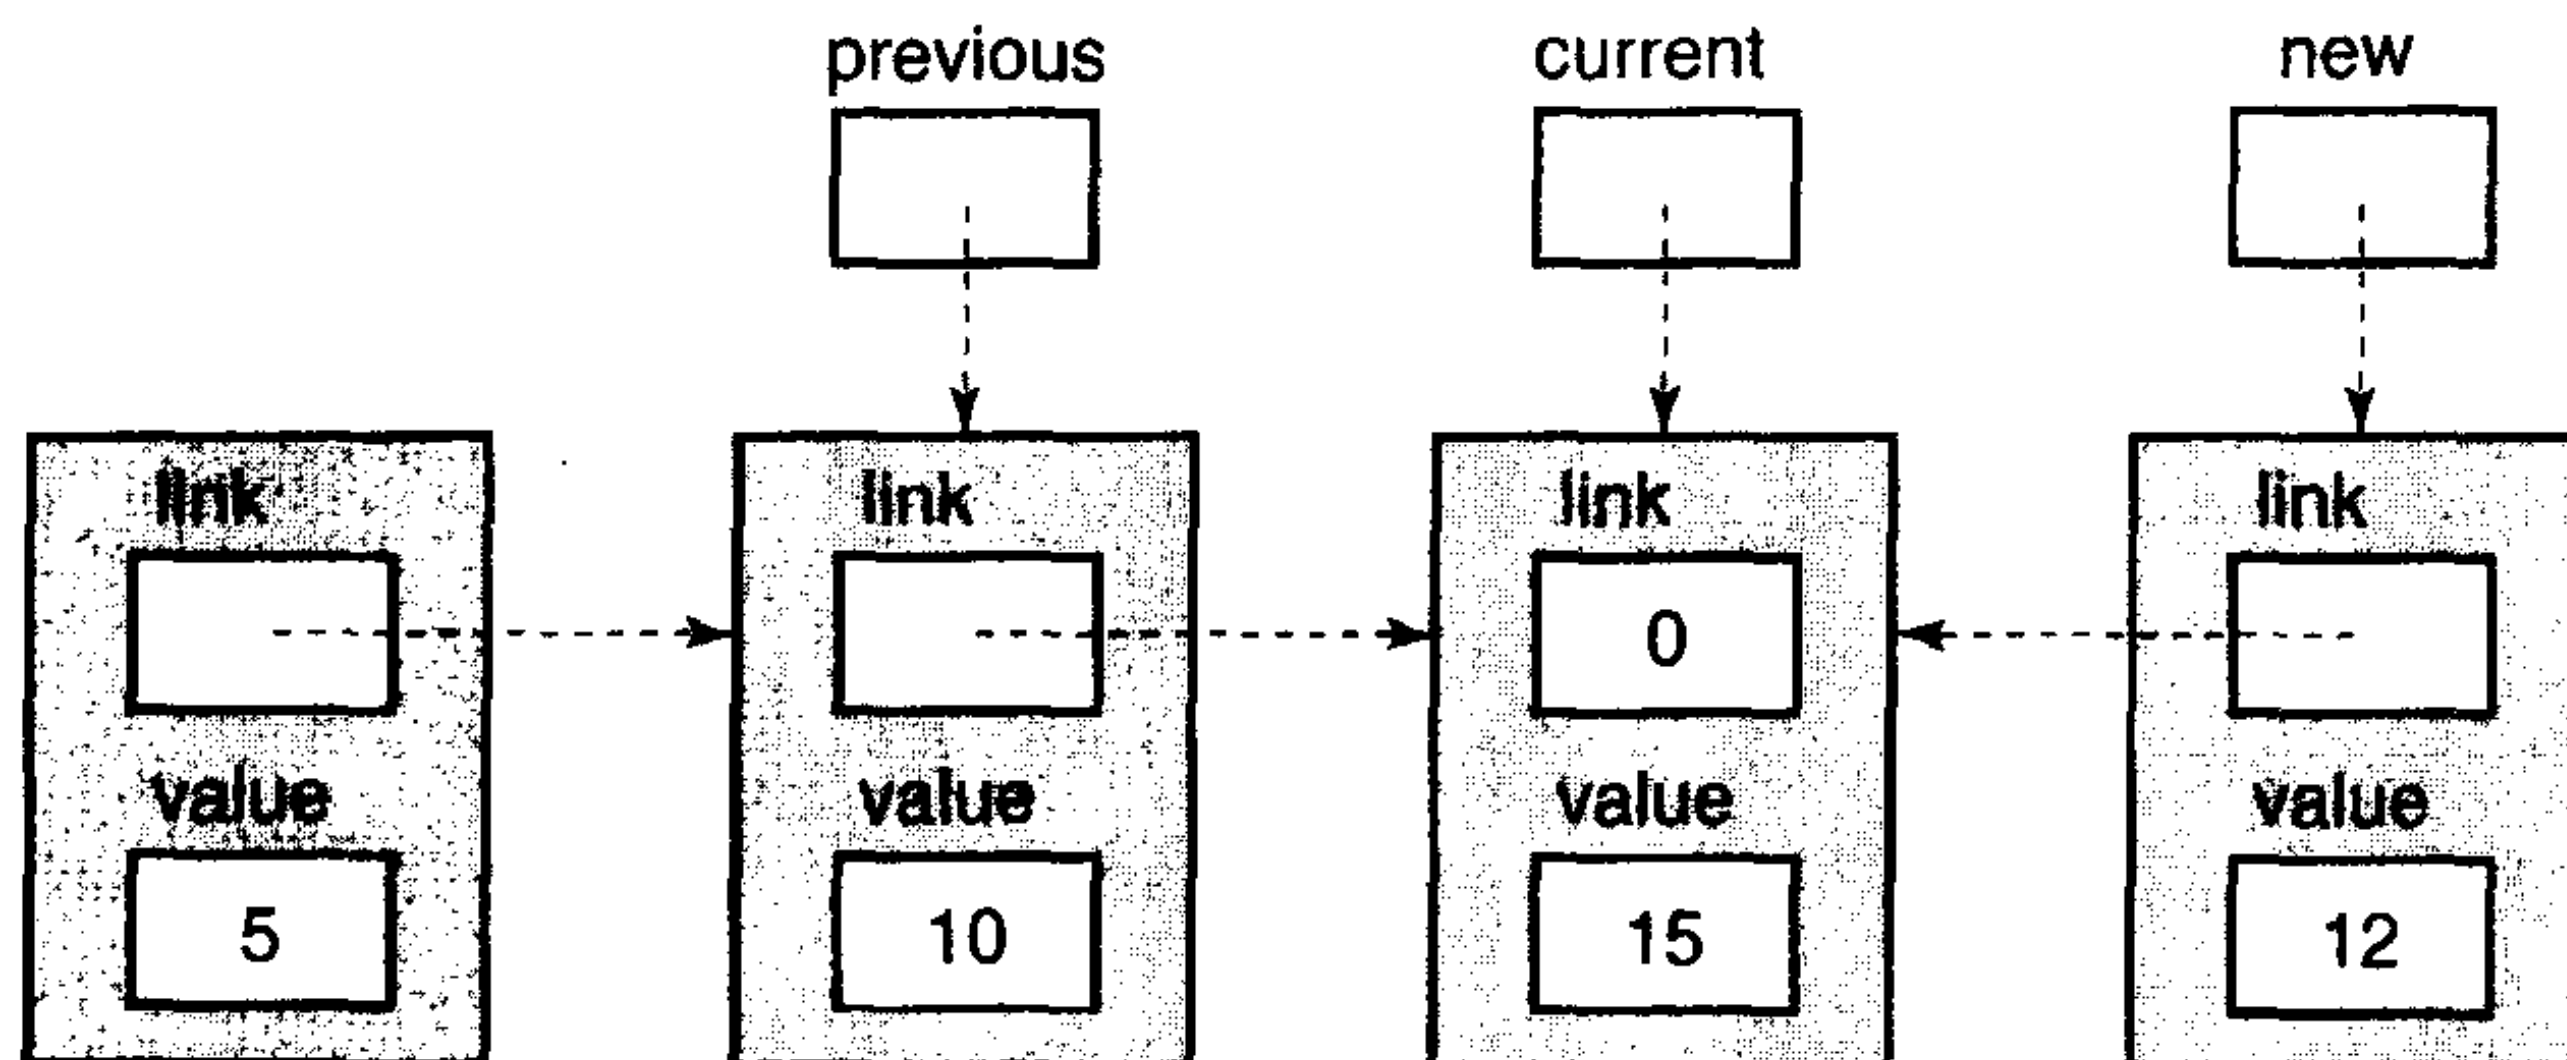 previous current new
link link link link
0
value value value value
5 10 15 12